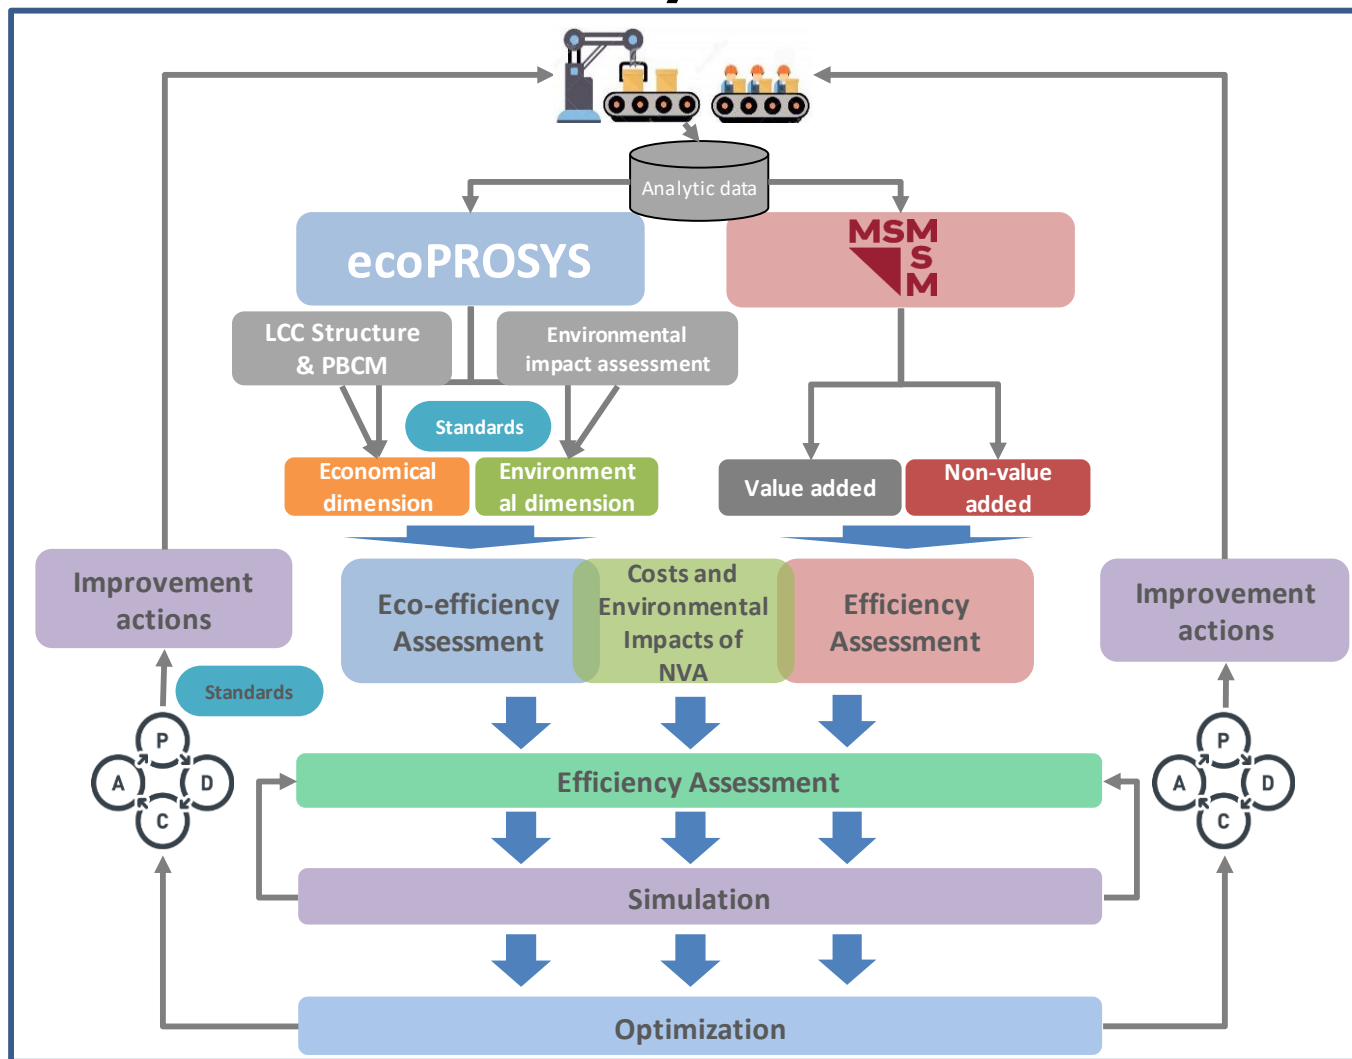 Analytic data
ecoPROSYS
MSM
S
M
LCC Structure
& PBCM
Environmental
impact assessment
Standards
Economical
dimension
Environment
al dimension
Value added
Non-value
added
Improvement
actions
Eco-efficiency
Assessment
Costs and
Environmental
Impacts of
NVA
Efficiency
Assessment
Improvement
actions
Standards
P
A
D
C
P
A
D
C
Efficiency Assessment
Simulation
Optimization